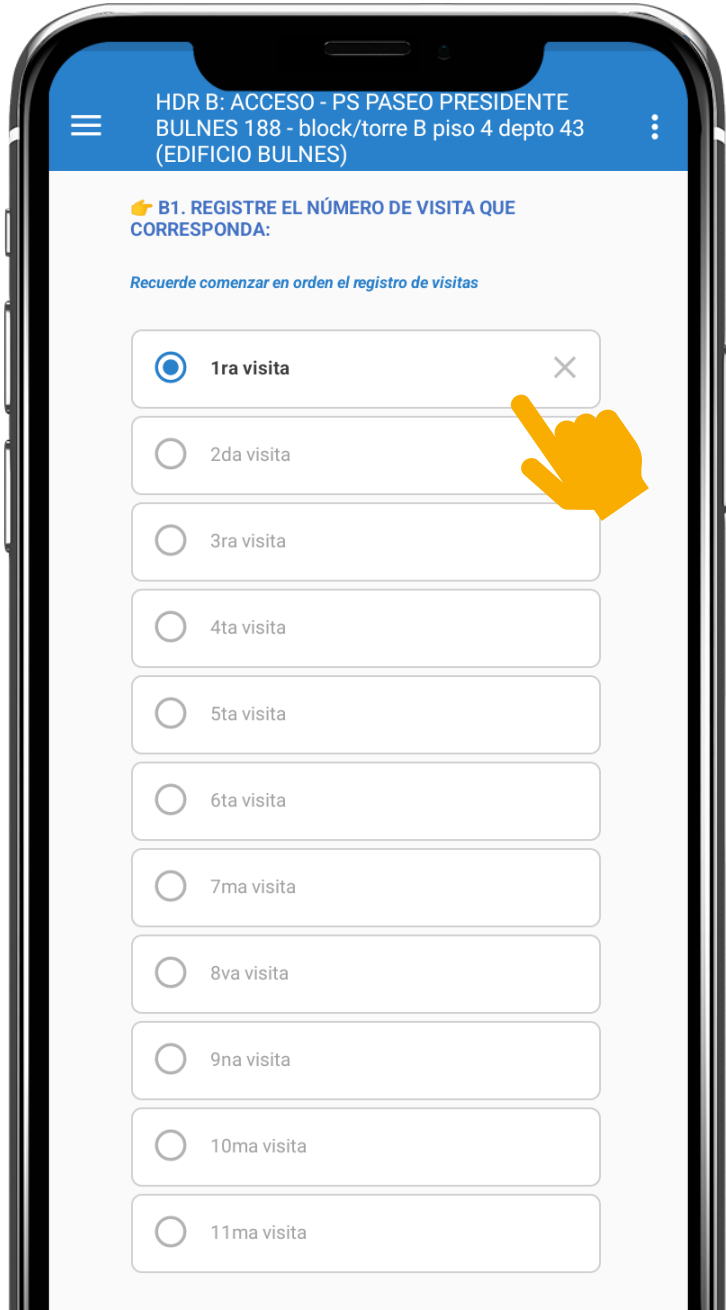 HDR B: ACCESO - PS PASEO PRESIDENTE
BULNES 188 - block/torre B piso 4 depto 43
(EDIFICIO BULNES)
👉 B1. REGISTRE EL NÚMERO DE VISITA QUE
CORRESPONDA:
Recuerde comenzar en orden el registro de visitas
1ra visita
2da visita
3ra visita
4ta visita
5ta visita
6ta visita
7ma visita
8va visita
9na visita
10ma visita
11ma visita